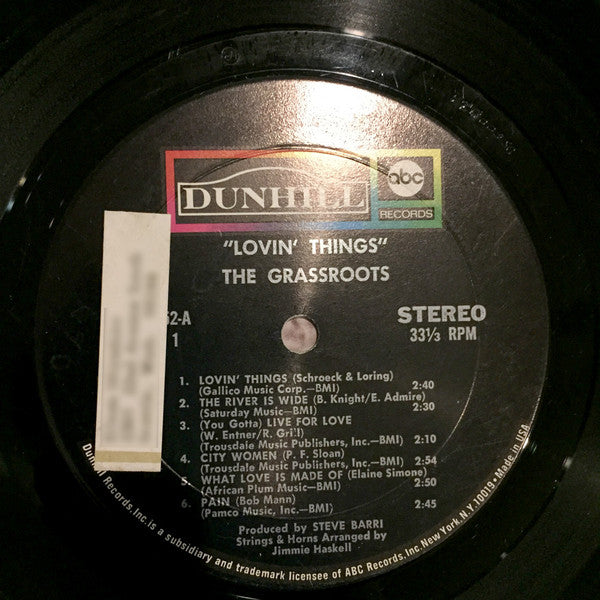 DUNHILL
abc
RECORDS
"LOVIN' THINGS"
THE GRASSROOTS
52-A
STEREO
1
33⅓ RPM
1. LOVIN' THINGS (Schroeck & Loring)
(Gallico Music Corp.—BMI) 2:40
2. THE RIVER IS WIDE (B. Knight/E. Admire)
(Saturday Music—BMI) 2:30
3. (You Gotta) LIVE FOR LOVE
(W. Entner/R. Grill)
(Trousdale Music Publishers, Inc.—BMI) 2:10
4. CITY WOMEN (P. F. Sloan)
(Trousdale Music Publishers, Inc.—BMI) 2:54
5. WHAT LOVE IS MADE OF (Elaine Simone)
(African Plum Music—BMI) 2:50
6. PAIN (Bob Mann)
(Pamco Music, Inc.—BMI) 2:45
Produced by STEVE BARRI
Strings & Horns Arranged by
Jimmie Haskell
Dunhill Records, Inc. is a subsidiary and trademark licensee of ABC Records, Inc. New York, N.Y. 10019 • Made in USA